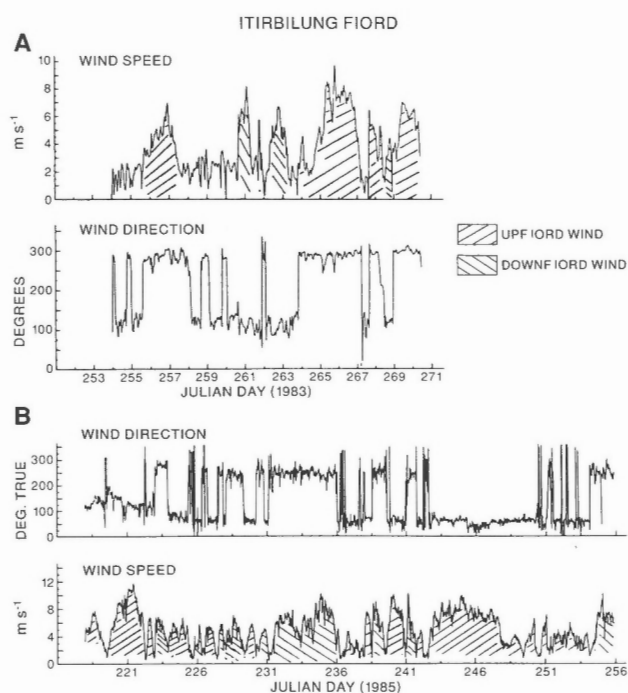 ITIRBILUNG FIORD
A
WIND SPEED
10
8
6
4
2
0
m s⁻¹
WIND DIRECTION
300
200
100
0
DEGREES
253 255 257 259 261 263 265 267 269 271
JULIAN DAY (1983)
UPFIORD WIND
DOWNFIORD WIND
B
WIND DIRECTION
300
200
100
0
DEG. TRUE
WIND SPEED
12
8
4
0
m s⁻¹
221 226 231 236 241 246 251 256
JULIAN DAY (1985)